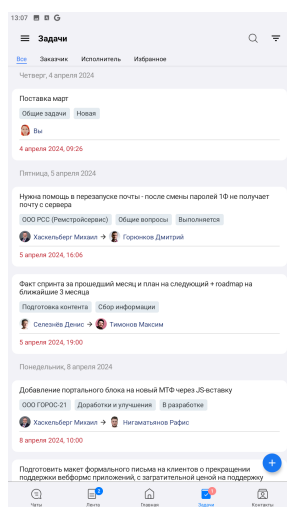 13:07
Задачи
Все Заказчик Исполнитель Избранное
Четверг, 4 апреля 2024
Поставка март
Общие задачи Новая
Вы
4 апреля 2024, 09:26
Пятница, 5 апреля 2024
Нужна помощь в перезапуске почты - после смены паролей 1Ф не получает
почту с сервера
ООО РСС (Ремстройсервис) Общие вопросы Выполняется
Хаскельберг Михаил → Горюнков Дмитрий
5 апреля 2024, 16:06
Факт спринта за прошедший месяц и план на следующий + roadmap на
ближайшие 3 месяца
Подготовка контента Сбор информации
Селезнёв Денис → Тимонов Максим
5 апреля 2024, 19:00
Понедельник, 8 апреля 2024
Добавление портального блока на новый МТФ через JS-вставку
ООО ГОРОС-21 Доработки и улучшения В разработке
Хаскельберг Михаил → Нигаматьянов Рафис
8 апреля 2024, 10:00
Подготовить макет формального письма на клиентов о прекращении
поддержки вебформс приложений, с загратительной ценой на поддержку
Чаты Лента Главная Задачи Контакты